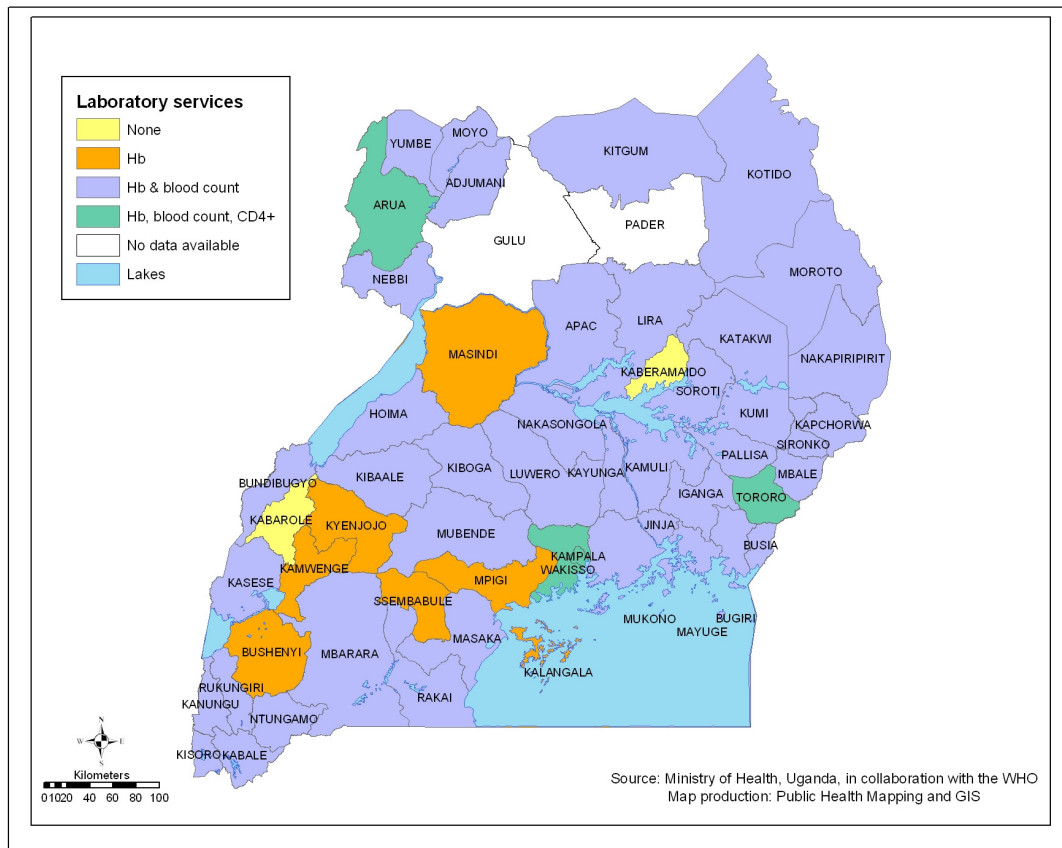 Laboratory services
None
Hb
Hb & blood count
Hb, blood count, CD4+
No data available
Lakes
MOYO
YUMBE
KITGUM
KOTIDO
ADJUMANI
ARUA
PADER
GULU
NEBBI
MOROTO
APAC
LIRA
KATAKWI
MASINDI
NAKAPIRIPIRIT
KABERAMAIDO
SOROTI
HOIMA
KUMI
NAKASONGOLA
KAPCHORWA
SIRONKO
PALLISA
KIBOGA
LUWERO
KAYUNGA
KAMULI
MBALE
KIBAALE
BUNDIBUGYO
IGANGA
TORORO
KABAROLE
KYENJOJO
MUBENDE
JINJA
BUSIA
KAMPALA
WAKISSO
KAMWENGE
KASESE
MPIGI
SSEMBABULE
MUKONO
BUGIRI
MAYUGE
MASAKA
BUSHENYI
MBARARA
KALANGALA
RUKUNGIRI
RAKAI
KANUNGU
NTUNGAMO
KISORO
KABALE
N
W E
S
Kilometers
0 10 20 40 60 80 100
Source: Ministry of Health, Uganda, in collaboration with the WHO
Map production: Public Health Mapping and GIS